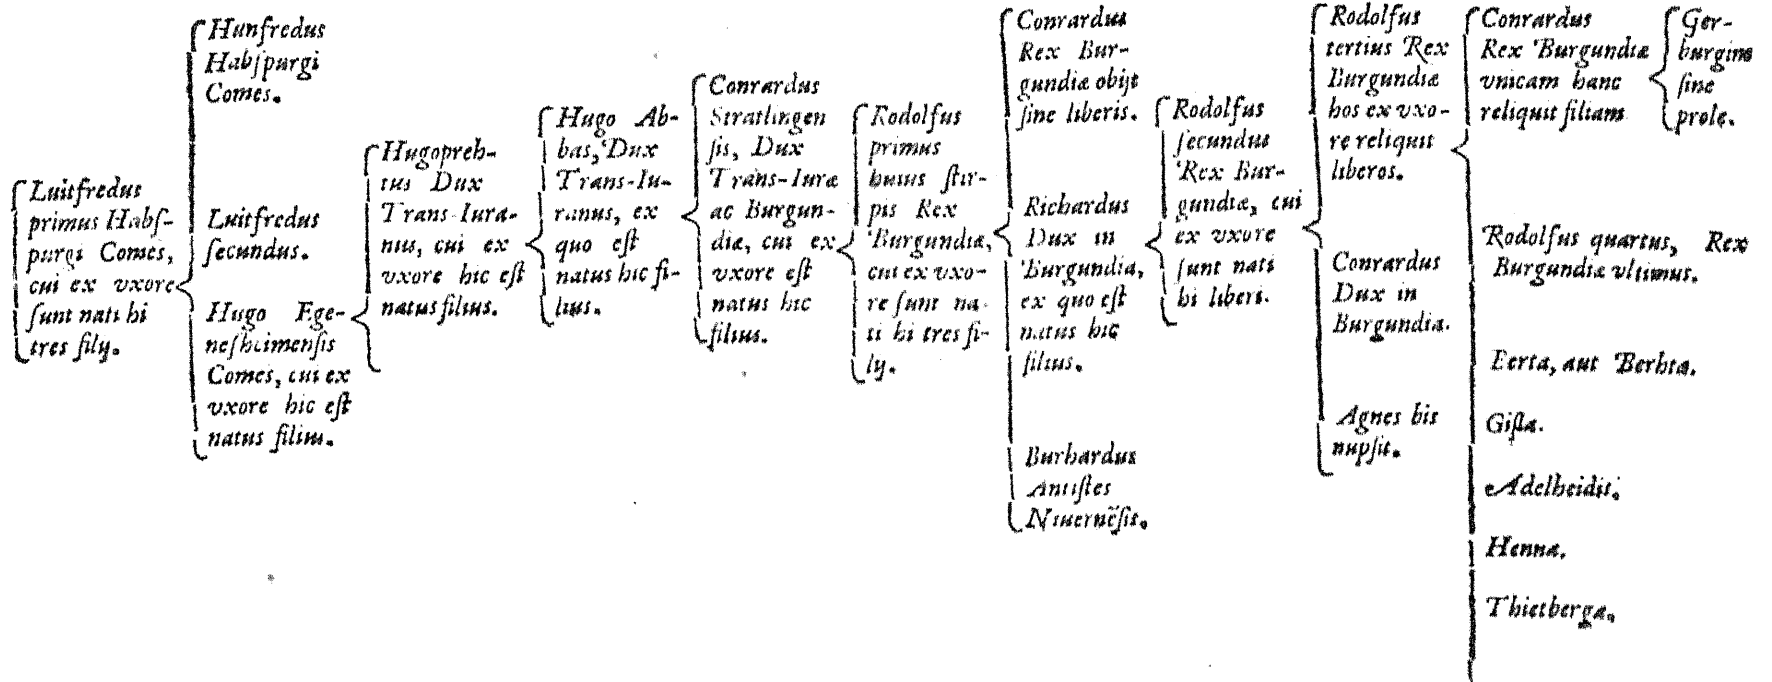 Luitfredus
primus Habſ-
purgi Comes,
cui ex vxore
ſunt nati hi
tres filij.
Hunfredus
Habſpurgi
Comes.
Luitfredus
ſecundus.
Hugo Ege-
neſheimenſis
Comes, cui ex
vxore hic eſt
natus filius.
Hugopreh-
tus Dux
Trans-Iura-
nus, cui ex
vxore hic eſt
natus filius.
Hugo Ab-
bas, Dux
Trans-Iu-
ranus, ex
quo eſt
natus hic fi-
lius.
Conrardus
Stratlingen
ſis, Dux
Trans-Iuræ
ac Burgun-
diæ, cui ex
vxore eſt
natus hic
filius.
Rodolfus
primus
huius ſtir-
pis Rex
Burgundiæ,
cui ex vxo-
re ſunt na-
ti hi tres fi-
lij.
Conrardus
Rex Bur-
gundiæ obijt
ſine liberis.
Richardus
Dux in
Burgundia,
ex quo eſt
natus hic
filius.
Burhardus
Antiſtes
Niuernẽſis.
Rodolfus
ſecundus
Rex Bur-
gundiæ, cui
ex vxore
ſunt nati
hi liberi.
Rodolfus
tertius Rex
Burgundiæ
hos ex vxo-
re reliquit
liberos.
Conrardus
Dux in
Burgundia.
Agnes bis
nupſit.
Conrardus
Rex Burgundiæ
vnicam hanc
reliquit filiam
Rodolfus quartus, Rex
Burgundiæ vltimus.
Eerta, aut Berhta.
Giſla.
Adelheidis.
Henna.
Thietberga.
Ger-
burgina
ſine
prole.